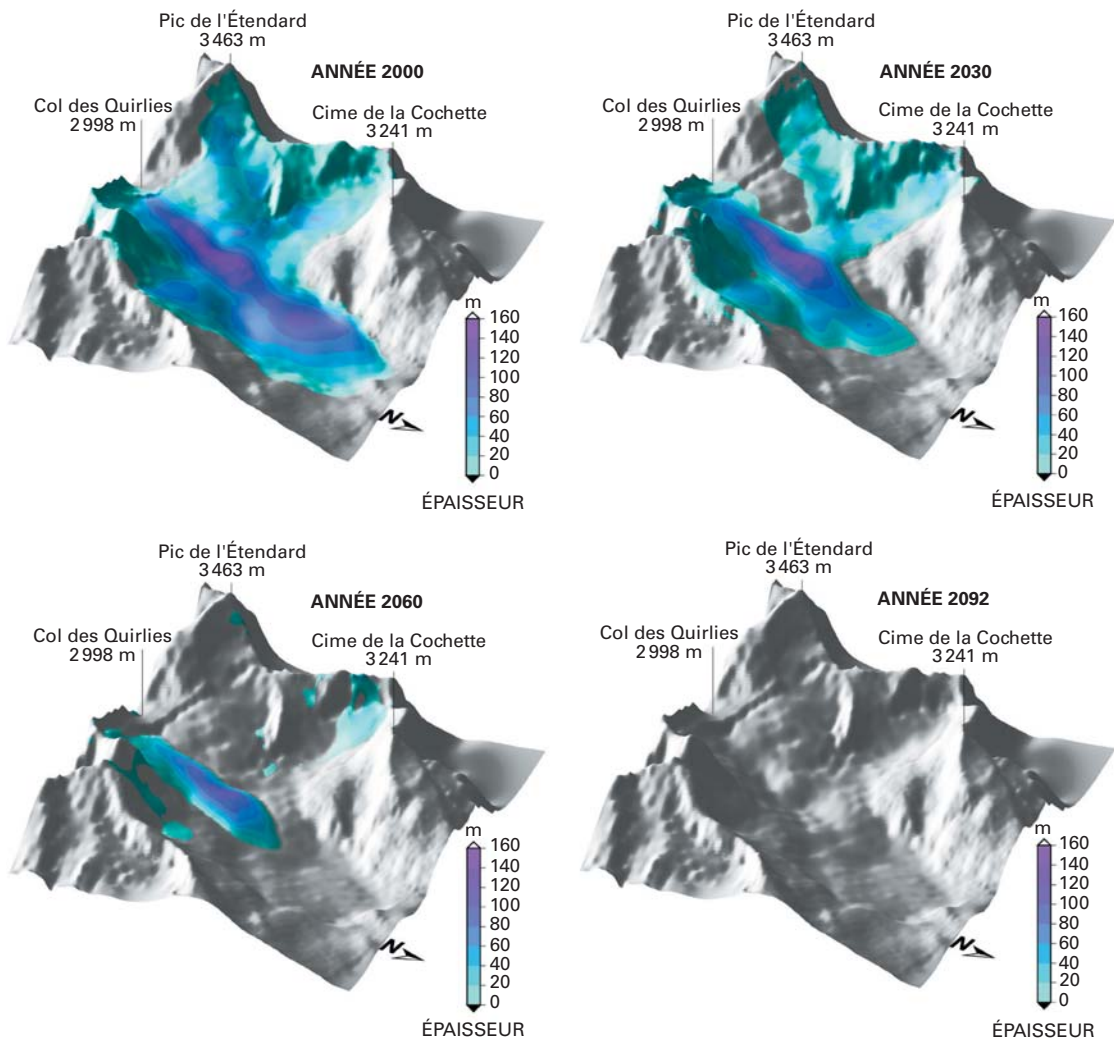 Pic de l'Étendard
3 463 m
ANNÉE 2000
Col des Quirlies
2 998 m
Cime de la Cochette
3 241 m
m
160
140
120
100
80
60
40
20
0
N
ÉPAISSEUR
Pic de l'Étendard
3 463 m
ANNÉE 2030
Col des Quirlies
2 998 m
Cime de la Cochette
3 241 m
m
160
140
120
100
80
60
40
20
0
N
ÉPAISSEUR
Pic de l'Étendard
3 463 m
ANNÉE 2060
Col des Quirlies
2 998 m
Cime de la Cochette
3 241 m
m
160
140
120
100
80
60
40
20
0
N
ÉPAISSEUR
Pic de l'Étendard
3 463 m
ANNÉE 2092
Col des Quirlies
2 998 m
Cime de la Cochette
3 241 m
m
160
140
120
100
80
60
40
20
0
N
ÉPAISSEUR